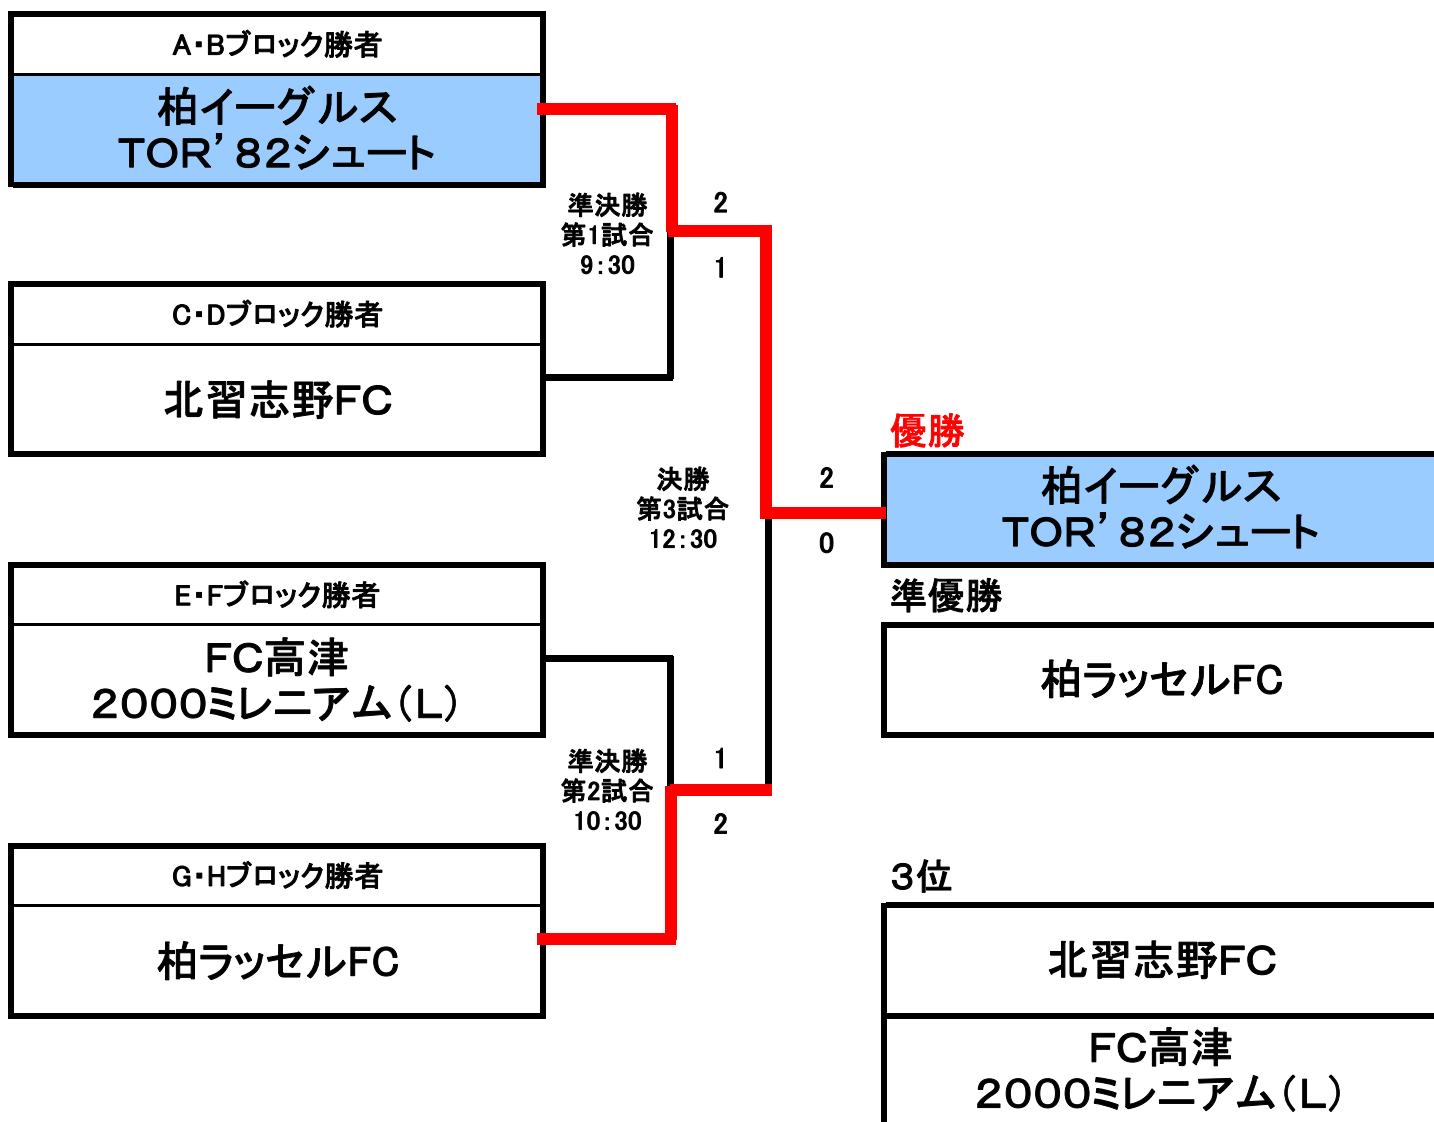 A・Bブロック勝者
柏イーグルス
TOR’82シュート
準決勝
第1試合
9:30
2
1
C・Dブロック勝者
北習志野FC
決勝
第3試合
12:30
2
0
優勝
柏イーグルス
TOR’82シュート
準優勝
柏ラッセルFC
E・Fブロック勝者
FC高津
2000ミレニアム(L)
準決勝
第2試合
10:30
1
2
G・Hブロック勝者
柏ラッセルFC
3位
北習志野FC
FC高津
2000ミレニアム(L)